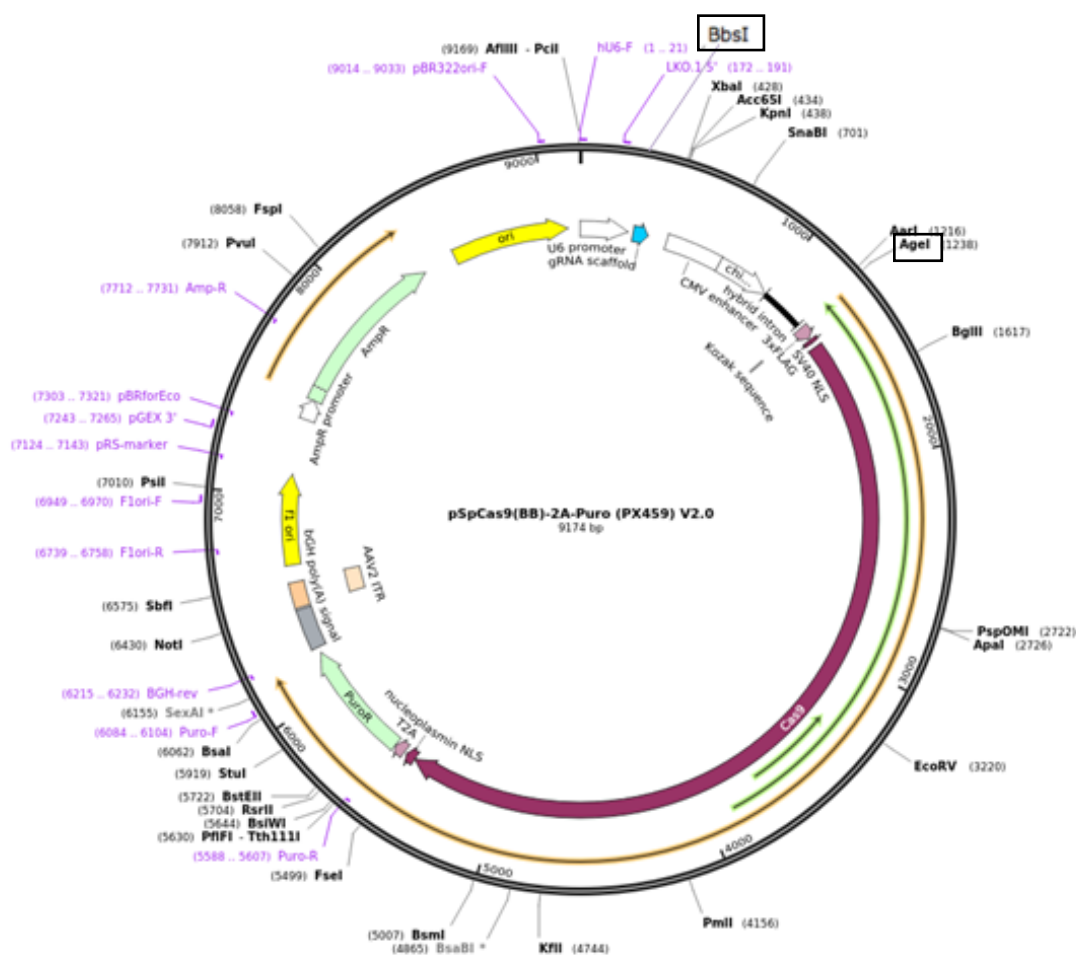 BbsI
(9169) AflIII - PciI
hU6-F (1 .. 21)
(9014 .. 9033) pBR322ori-F
LKO.1 5' (172 .. 191)
XbaI (428)
Acc65I (434)
KpnI (438)
SnaBI (701)
AarI (1216)
AgeI (1238)
BglII (1617)
PspOMI (2722)
ApaI (2726)
EcoRV (3220)
PmlI (4156)
KflI (4744)
(4865) BsaBI *
(5007) BsmI
(5499) FseI
(5588 .. 5607) Puro-R
(5630) PflFI - Tth111I
(5644) BsiWI
(5704) RsrII
(5722) BstEII
(5919) StuI
(6062) BsaI
(6084 .. 6104) Puro-F
(6155) SexAI *
(6215 .. 6232) BGH-rev
(6430) NotI
(6575) SbfI
(6739 .. 6758) F1ori-R
(6949 .. 6970) F1ori-F
(7010) PsiI
(7124 .. 7143) pRS-marker
(7243 .. 7265) pGEX 3'
(7303 .. 7321) pBRforEco
(7712 .. 7731) Amp-R
(7912) PvuI
(8058) FspI
1000
2000
3000
4000
5000
6000
7000
8000
9000
ori
U6 promoter
gRNA scaffold
chi...
CMV enhancer
hybrid intron
3xFLAG
SV40 NLS
Kozak sequence
Cas9
nucleoplasmin NLS
T2A
PuroR
bGH poly(A) signal
AAV2 ITR
f1 ori
AmpR promoter
AmpR
pSpCas9(BB)-2A-Puro (PX459) V2.0
9174 bp